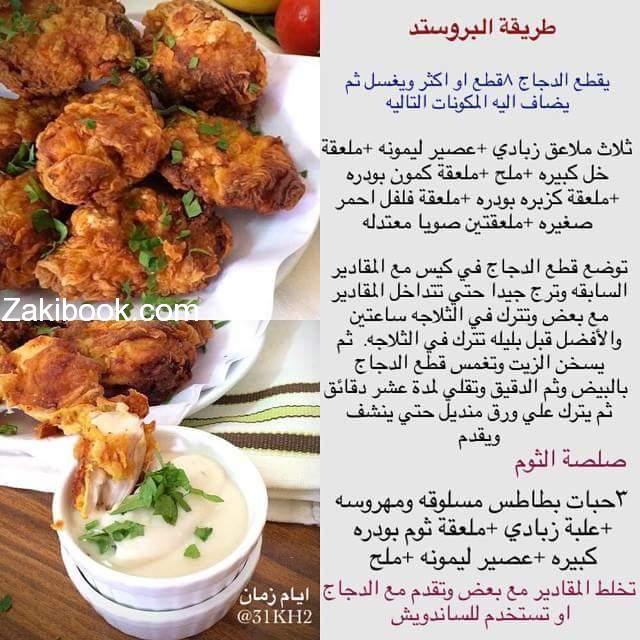 طريقة البروستد
يقطع الدجاج ٨قطع او اكثر ويغسل ثم
يضاف اليه المكونات التاليه
ثلاث ملاعق زبادي +عصير ليمونه +ملعقة
خل كبيره +ملح +ملعقة كمون بودره
+ملعقة كزبره بودره +ملعقة فلفل احمر
صغيره +ملعقتين صويا معتدله
توضع قطع الدجاج في كيس مع المقادير
السابقه وترج جيدا حتي تتداخل المقادير
مع بعض وتترك في الثلاجه ساعتين
والأفضل قبل بليله تترك في الثلاجه. ثم
يسخن الزيت وتغمس قطع الدجاج
بالبيض وثم الدقيق وتقلي لمدة عشر دقائق
ثم يترك علي ورق منديل حتي ينشف
ويقدم
صلصة الثوم
٣حبات بطاطس مسلوقه ومهروسه
+علبة زبادي +ملعقة ثوم بودره
كبيره +عصير ليمونه +ملح
تخلط المقادير مع بعض وتقدم مع الدجاج
او تستخدم للساندويش
Zakibook.com
ايام زمان
@31KH2